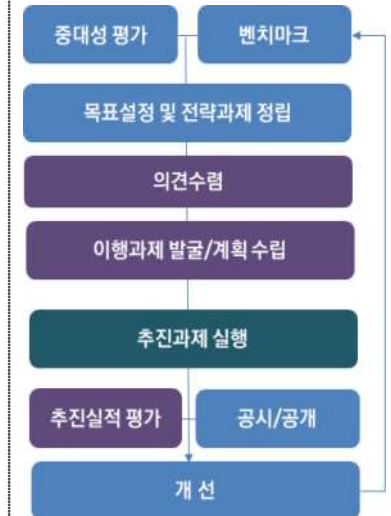 중대성 평가
벤치마크
목표설정 및 전략과제 정립
의견수렴
이행과제 발굴/계획 수립
추진과제 실행
추진실적 평가
공시/공개
개 선